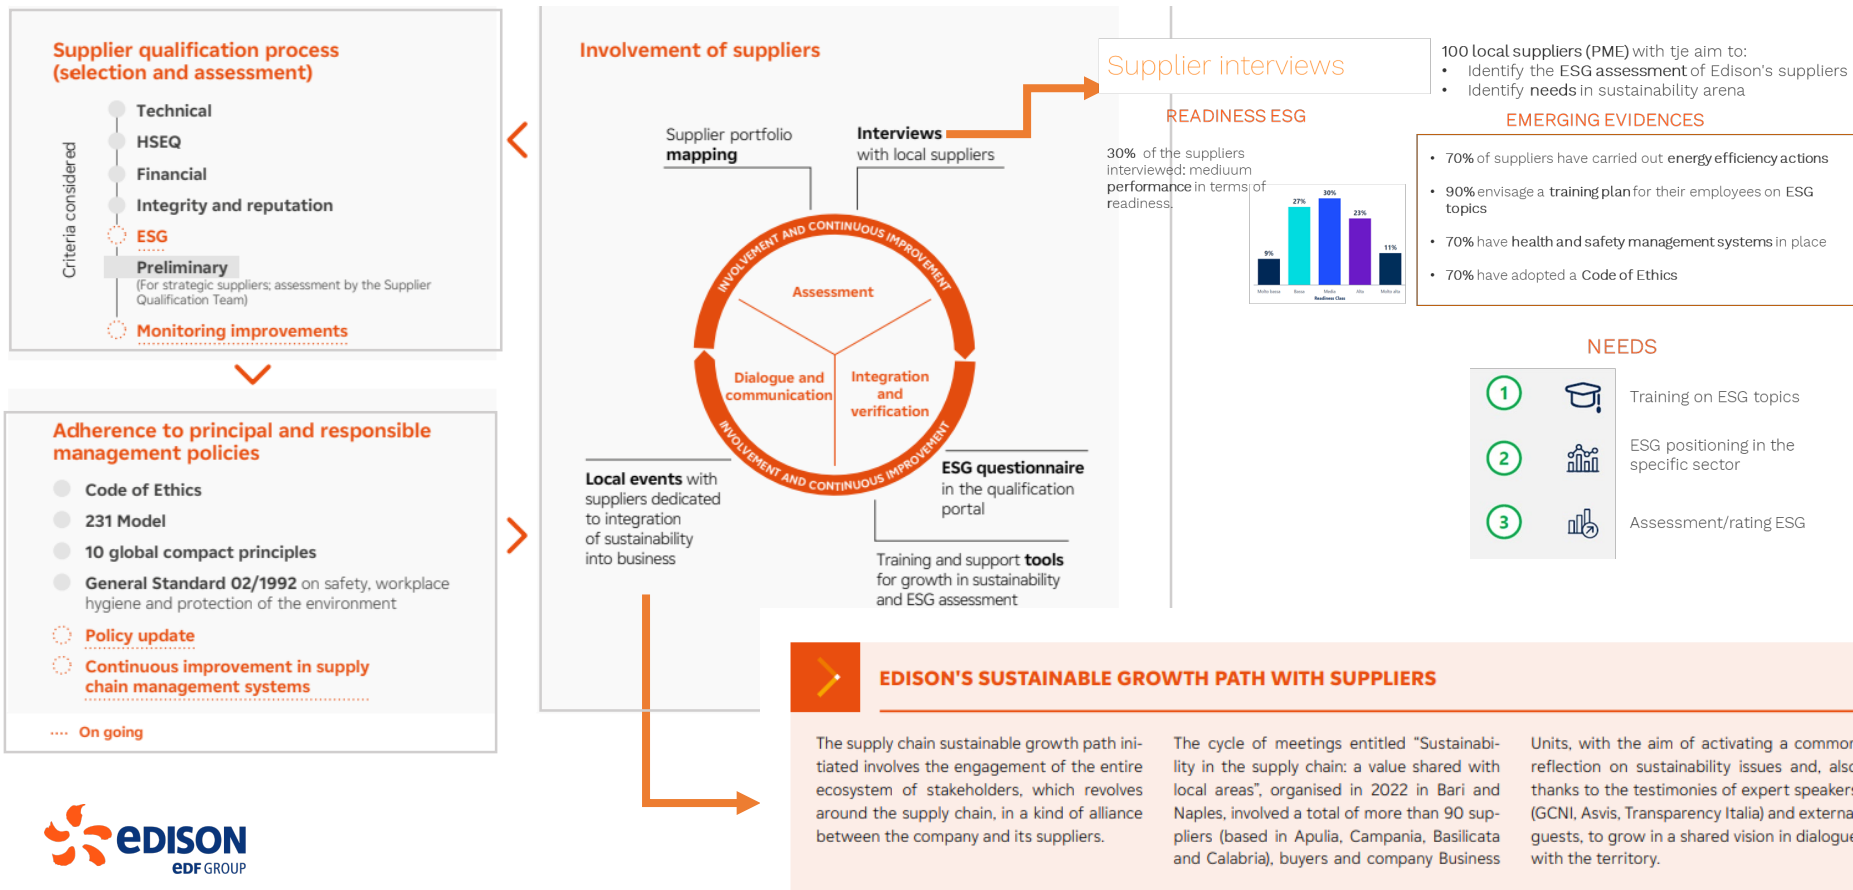 Supplier qualification process
(selection and assessment)
Criteria considered
Technical
HSEQ
Financial
Integrity and reputation
ESG
Preliminary
(For strategic suppliers; assessment by the Supplier
Qualification Team)
Monitoring improvements
Adherence to principal and responsible
management policies
Code of Ethics
231 Model
10 global compact principles
General Standard 02/1992 on safety, workplace
hygiene and protection of the environment
Policy update
Continuous improvement in supply
chain management systems
.... On going
eDISON
eDF GROUP
Involvement of suppliers
Supplier portfolio
mapping
Interviews
with local suppliers
INVOLVEMENT AND CONTINUOUS IMPROVEMENT
Assessment
Dialogue and
communication
Integration
and
verification
INVOLVEMENT AND CONTINUOUS IMPROVEMENT
Local events with
suppliers dedicated
to integration
of sustainability
into business
ESG questionnaire
in the qualification
portal
Training and support tools
for growth in sustainability
and ESG assessment
Supplier interviews
100 local suppliers (PME) with tje aim to:
• Identify the ESG assessment of Edison's suppliers
• Identify needs in sustainability arena
READINESS ESG
30% of the suppliers
interviewed: mediuum
performance in terms of
readiness.
9%
27%
30%
23%
11%
Molto bassa
Bassa
Media
Alta
Molto alta
Readiness Class
EMERGING EVIDENCES
• 70% of suppliers have carried out energy efficiency actions
• 90% envisage a training plan for their employees on ESG
topics
• 70% have health and safety management systems in place
• 70% have adopted a Code of Ethics
NEEDS
1
Training on ESG topics
2
ESG positioning in the
specific sector
3
Assessment/rating ESG
EDISON'S SUSTAINABLE GROWTH PATH WITH SUPPLIERS
The supply chain sustainable growth path ini-
tiated involves the engagement of the entire
ecosystem of stakeholders, which revolves
around the supply chain, in a kind of alliance
between the company and its suppliers.
The cycle of meetings entitled "Sustainabi-
lity in the supply chain: a value shared with
local areas", organised in 2022 in Bari and
Naples, involved a total of more than 90 sup-
pliers (based in Apulia, Campania, Basilicata
and Calabria), buyers and company Business
Units, with the aim of activating a common
reflection on sustainability issues and, also
thanks to the testimonies of expert speakers
(GCNI, Asvis, Transparency Italia) and externa
guests, to grow in a shared vision in dialogue
with the territory.